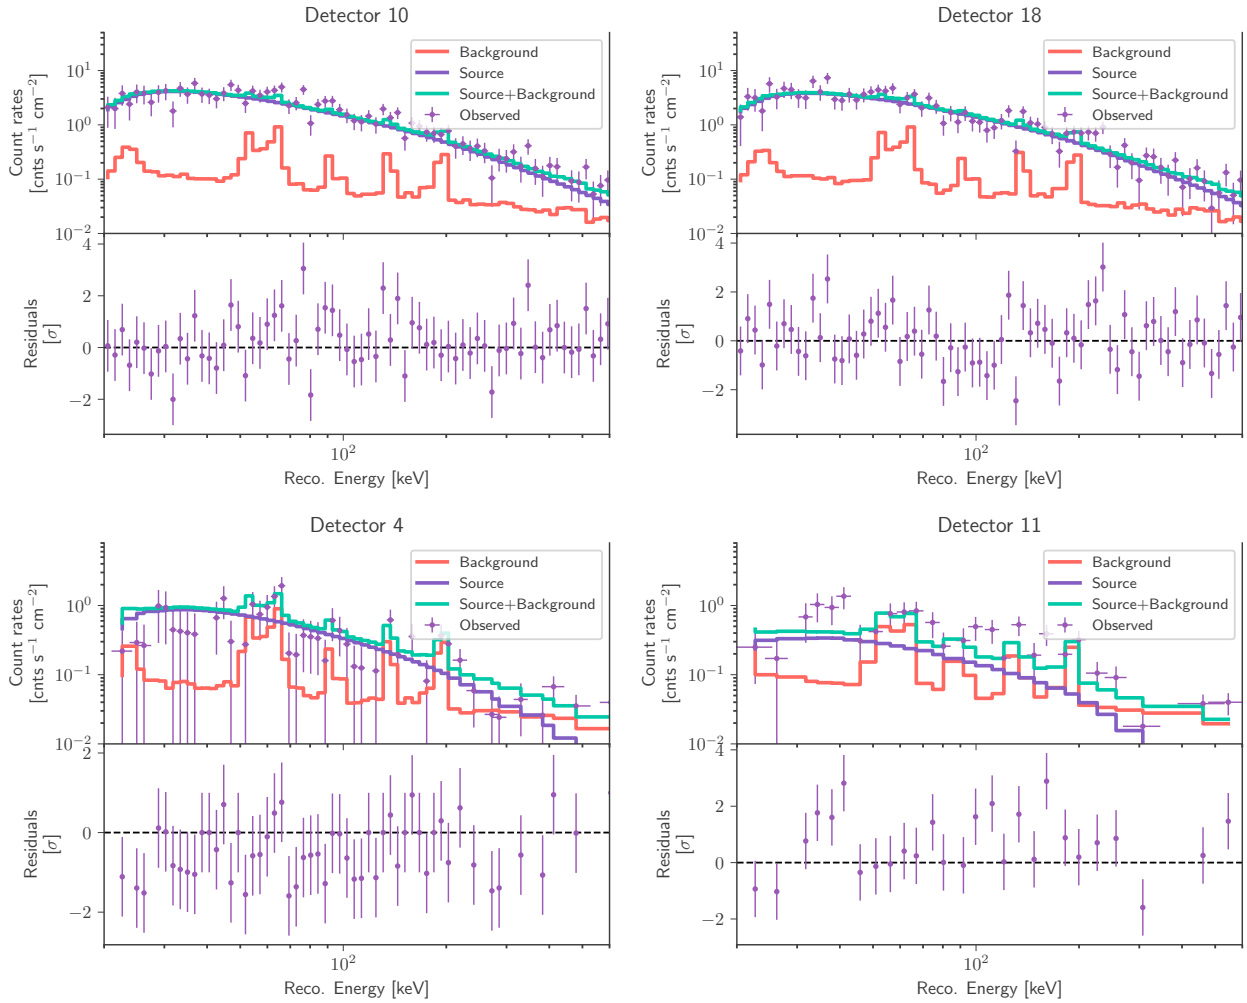 Detector 10
Count rates
[cnts s⁻¹ cm⁻²]
10¹
10⁰
10⁻¹
10⁻²
Background
Source
Source+Background
Observed
Residuals
[σ]
4
2
0
−2
10²
Reco. Energy [keV]
Detector 18
Count rates
[cnts s⁻¹ cm⁻²]
10¹
10⁰
10⁻¹
10⁻²
Background
Source
Source+Background
Observed
Residuals
[σ]
4
2
0
−2
10²
Reco. Energy [keV]
Detector 4
Count rates
[cnts s⁻¹ cm⁻²]
10⁰
10⁻¹
10⁻²
Background
Source
Source+Background
Observed
Residuals
[σ]
2
0
−2
10²
Reco. Energy [keV]
Detector 11
Count rates
[cnts s⁻¹ cm⁻²]
10⁰
10⁻¹
10⁻²
Background
Source
Source+Background
Observed
Residuals
[σ]
4
2
0
−2
10²
Reco. Energy [keV]